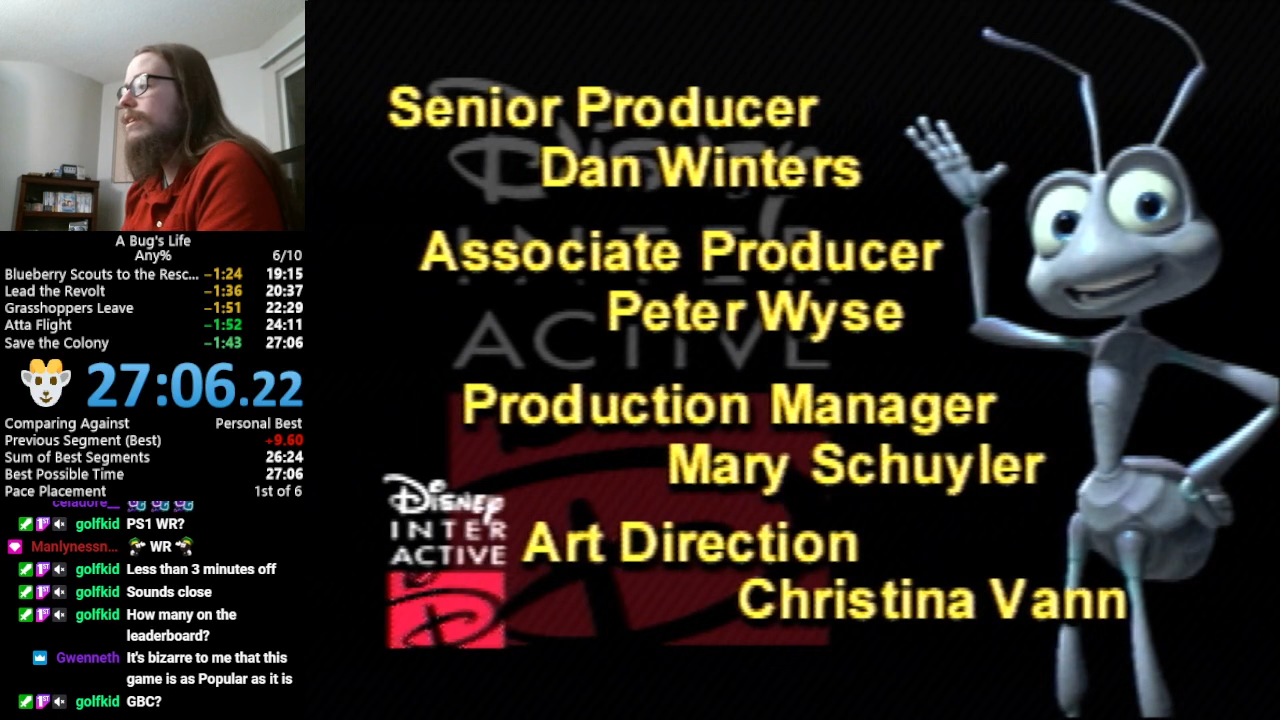 A Bug's Life
Any% 6/10
Blueberry Scouts to the Resc... −1:24 19:15
Lead the Revolt −1:36 20:37
Grasshoppers Leave −1:51 22:29
Atta Flight −1:52 24:11
Save the Colony −1:43 27:06
27:06.22
Comparing Against Personal Best
Previous Segment (Best) +9.60
Sum of Best Segments 26:24
Best Possible Time 27:06
Pace Placement 1st of 6
celadore__
golfkid PS1 WR?
Manlynessn... WR
golfkid Less than 3 minutes off
golfkid Sounds close
golfkid How many on the
leaderboard?
Gwenneth It's bizarre to me that this
game is as Popular as it is
golfkid GBC?
Senior Producer
Dan Winters
Associate Producer
Peter Wyse
Production Manager
Mary Schuyler
Art Direction
Christina Vann
Disney
INTER
ACTIVE
Disney
INTER
ACTIVE